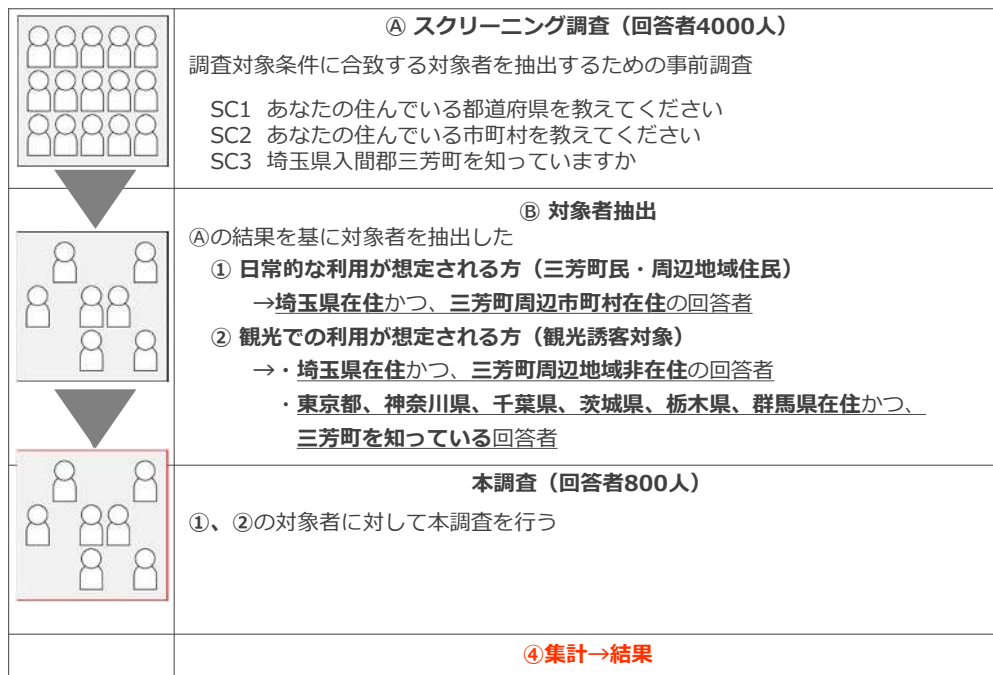 Ⓐ スクリーニング調査（回答者4000人）
調査対象条件に合致する対象者を抽出するための事前調査
SC1 あなたの住んでいる都道府県を教えてください
SC2 あなたの住んでいる市町村を教えてください
SC3 埼玉県入間郡三芳町を知っていますか
Ⓑ 対象者抽出
Ⓐの結果を基に対象者を抽出した
① 日常的な利用が想定される方（三芳町民・周辺地域住民）
→埼玉県在住かつ、三芳町周辺市町村在住の回答者
② 観光での利用が想定される方（観光誘客対象）
→・埼玉県在住かつ、三芳町周辺地域非在住の回答者
・東京都、神奈川県、千葉県、茨城県、栃木県、群馬県在住かつ、
三芳町を知っている回答者
本調査（回答者800人）
①、②の対象者に対して本調査を行う
④集計→結果